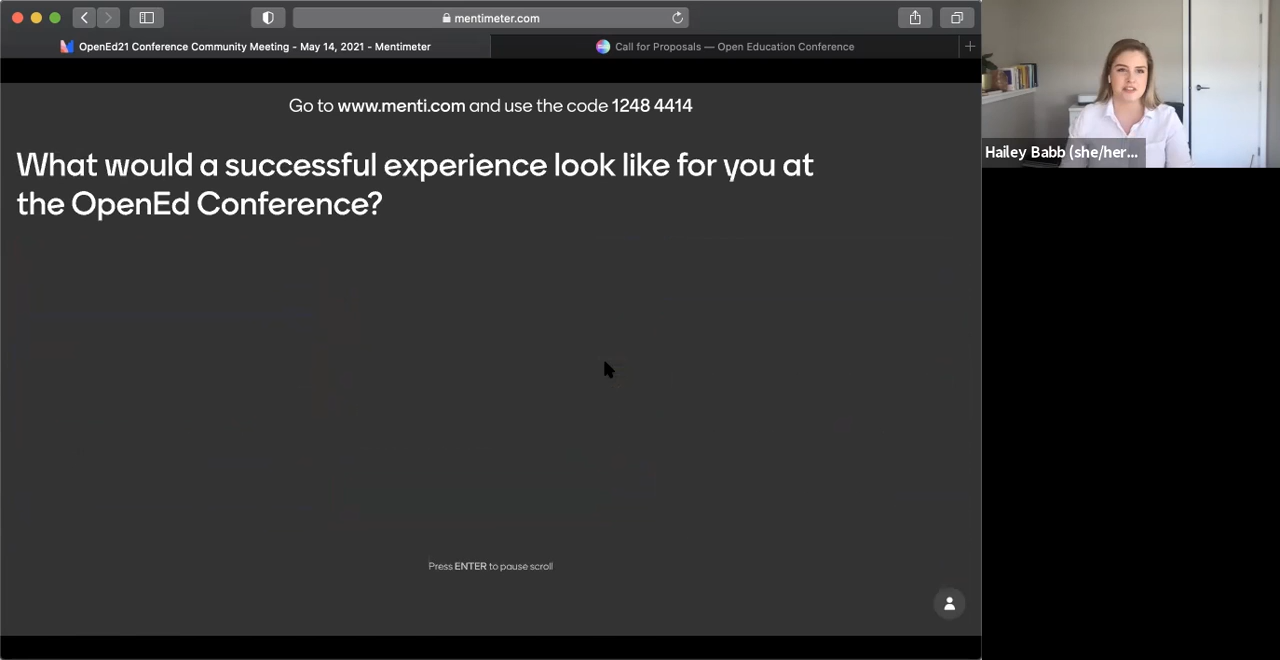 mentimeter.com
OpenEd21 Conference Community Meeting - May 14, 2021 - Mentimeter
Call for Proposals — Open Education Conference
Go to www.menti.com and use the code 1248 4414
What would a successful experience look like for you at
the OpenEd Conference?
Press ENTER to pause scroll
Hailey Babb (she/her...